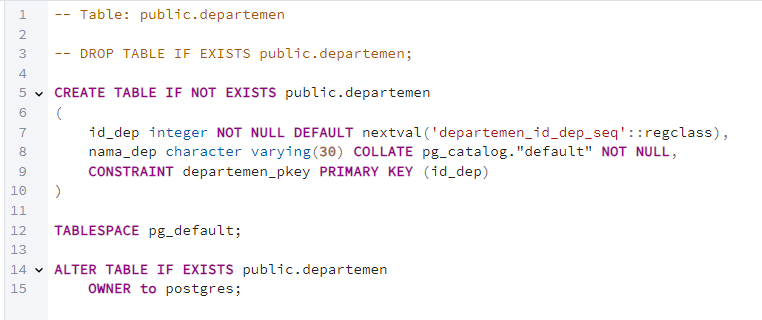 1 -- Table: public.departemen
2
3 -- DROP TABLE IF EXISTS public.departemen;
4
5 CREATE TABLE IF NOT EXISTS public.departemen
6 (
7     id_dep integer NOT NULL DEFAULT nextval('departemen_id_dep_seq'::regclass),
8     nama_dep character varying(30) COLLATE pg_catalog."default" NOT NULL,
9     CONSTRAINT departemen_pkey PRIMARY KEY (id_dep)
10 )
11
12 TABLESPACE pg_default;
13
14 ALTER TABLE IF EXISTS public.departemen
15     OWNER to postgres;